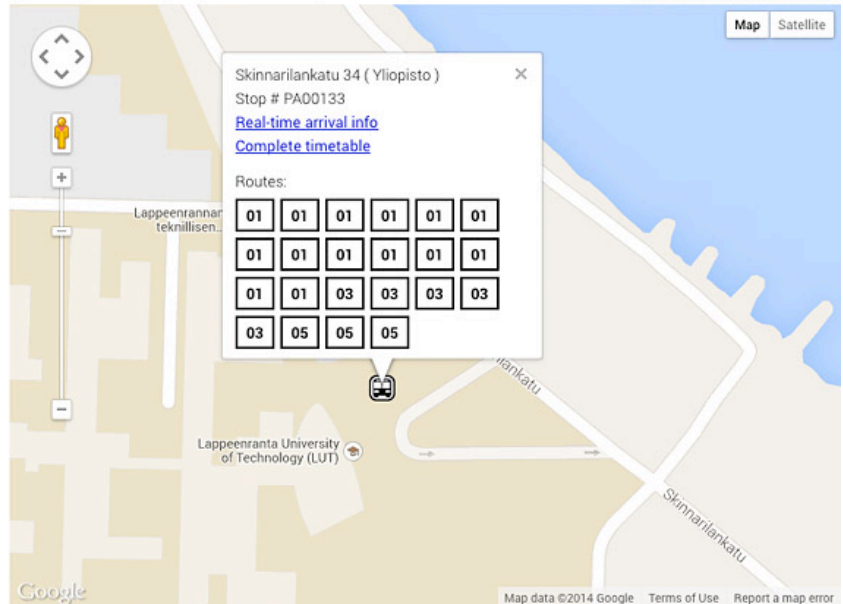 Map Satellite
Skinnarilankatu 34 ( Yliopisto ) ×
Stop # PA00133
Real-time arrival info
Complete timetable
Routes:
01 01 01 01 01 01
01 01 01 01 01 01
01 01 03 03 03 03
03 05 05 05
Lappeenrannan
teknillisen...
nkatu
Lappeenranta University
of Technology (LUT)
Skinnarilankatu
Google
Map data ©2014 Google Terms of Use Report a map error